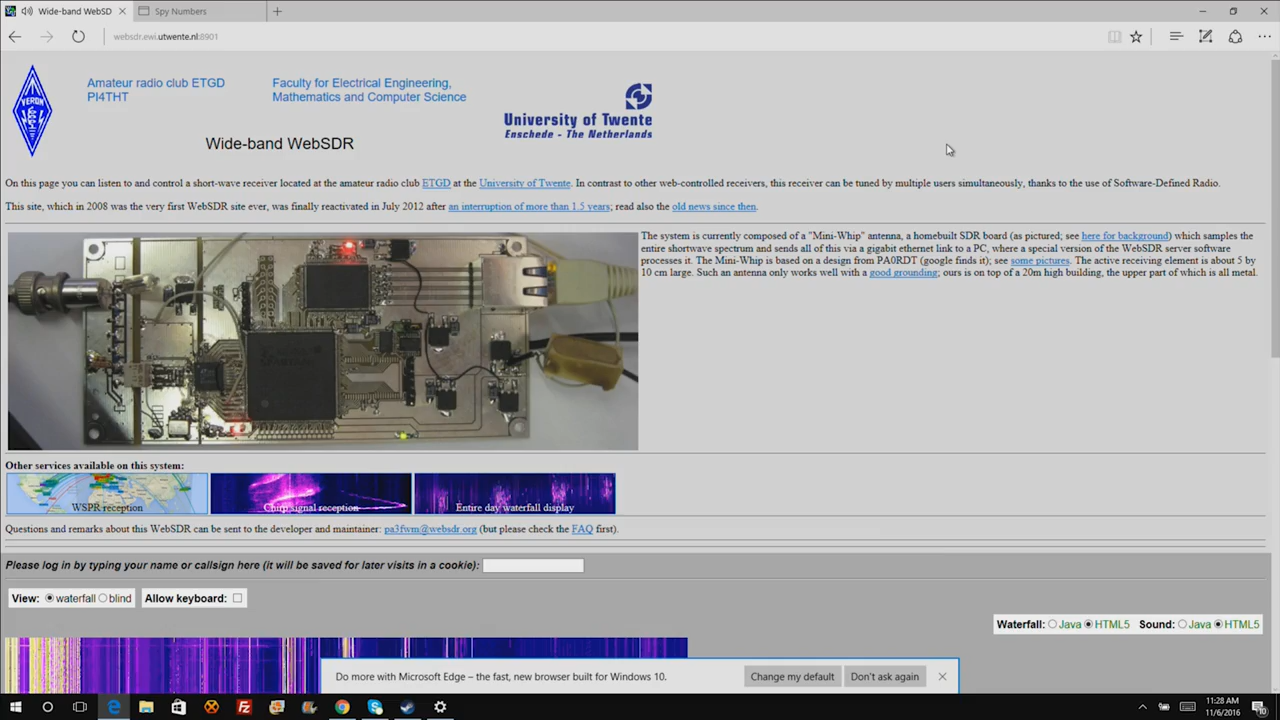 Wide-band WebSD
Spy Numbers
websdr.ewi.utwente.nl:8901
VERON
Amateur radio club ETGD
PI4THT
Faculty for Electrical Engineering,
Mathematics and Computer Science
University of Twente
Enschede - The Netherlands
Wide-band WebSDR
On this page you can listen to and control a short-wave receiver located at the amateur radio club ETGD at the University of Twente. In contrast to other web-controlled receivers, this receiver can be tuned by multiple users simultaneously, thanks to the use of Software-Defined Radio.
This site, which in 2008 was the very first WebSDR site ever, was finally reactivated in July 2012 after an interruption of more than 1.5 years; read also the old news since then.
The system is currently composed of a "Mini-Whip" antenna, a homebuilt SDR board (as pictured; see here for background) which samples the
entire shortwave spectrum and sends all of this via a gigabit ethernet link to a PC, where a special version of the WebSDR server software
processes it. The Mini-Whip is based on a design from PA0RDT (google finds it); see some pictures. The active receiving element is about 5 by
10 cm large. Such an antenna only works well with a good grounding; ours is on top of a 20m high building, the upper part of which is all metal.
Other services available on this system:
WSPR reception
Chirp signal reception
Entire day waterfall display
Questions and remarks about this WebSDR can be sent to the developer and maintainer: pa3fwm@websdr.org (but please check the FAQ first).
Please log in by typing your name or callsign here (it will be saved for later visits in a cookie):
View: waterfall blind
Allow keyboard:
Waterfall: Java HTML5 Sound: Java HTML5
Do more with Microsoft Edge – the fast, new browser built for Windows 10.
Change my default
Don't ask again
11:28 AM
11/6/2016
10